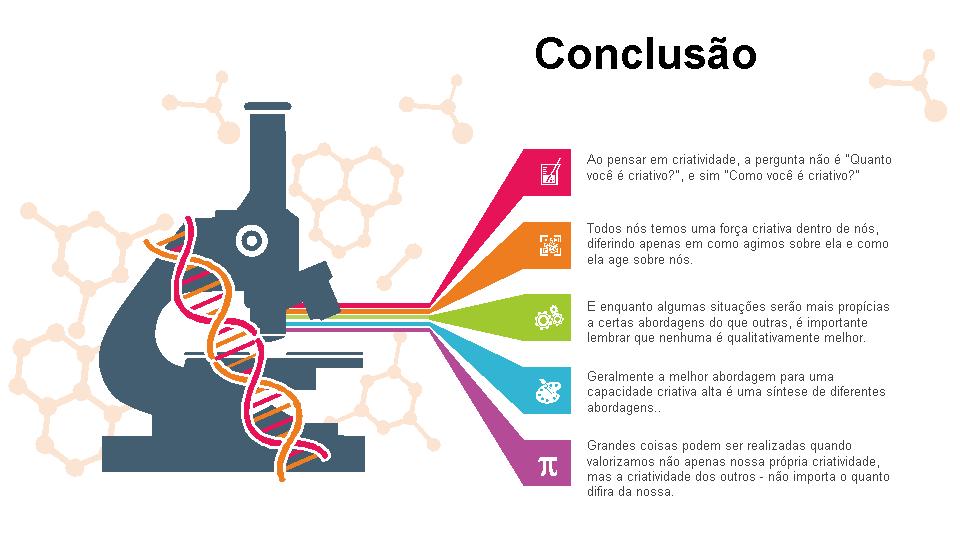 Conclusão
Ao pensar em criatividade, a pergunta não é "Quanto
você é criativo?", e sim "Como você é criativo?"
Todos nós temos uma força criativa dentro de nós,
diferindo apenas em como agimos sobre ela e como
ela age sobre nós.
E enquanto algumas situações serão mais propícias
a certas abordagens do que outras, é importante
lembrar que nenhuma é qualitativamente melhor.
Geralmente a melhor abordagem para uma
capacidade criativa alta é uma síntese de diferentes
abordagens..
π
Grandes coisas podem ser realizadas quando
valorizamos não apenas nossa própria criatividade,
mas a criatividade dos outros - não importa o quanto
difira da nossa.